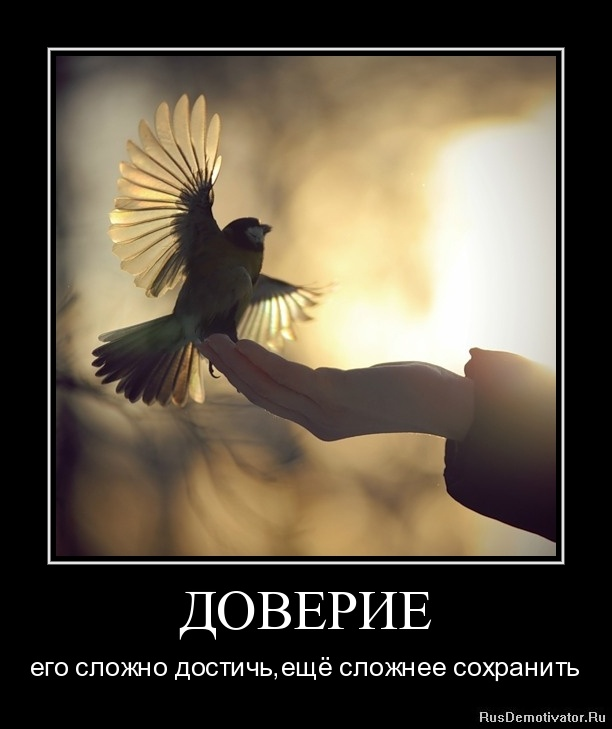 ДОВЕРИЕ
его сложно достичь,ещё сложнее сохранить
RusDemotivator.Ru